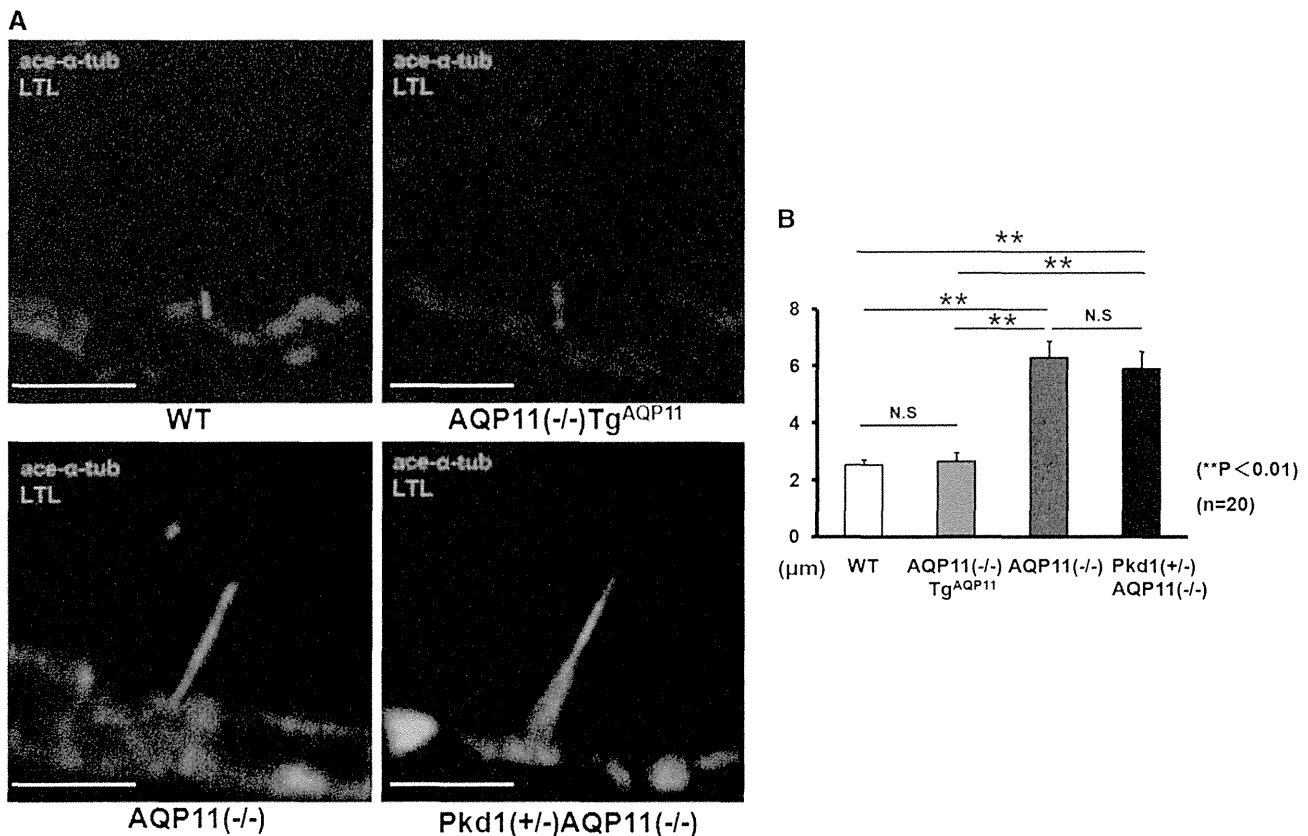 A
ace-α-tub
LTL
WT
ace-α-tub
LTL
AQP11(-/-)Tg^AQP11
ace-α-tub
LTL
AQP11(-/-)
ace-α-tub
LTL
Pkd1(+/-)AQP11(-/-)
B
**
**
**
**
N.S
N.S
8
6
4
2
0
(μm)
WT
AQP11(-/-)
Tg^AQP11
AQP11(-/-)
Pkd1(+/-)
AQP11(-/-)
(**P<0.01)
(n=20)